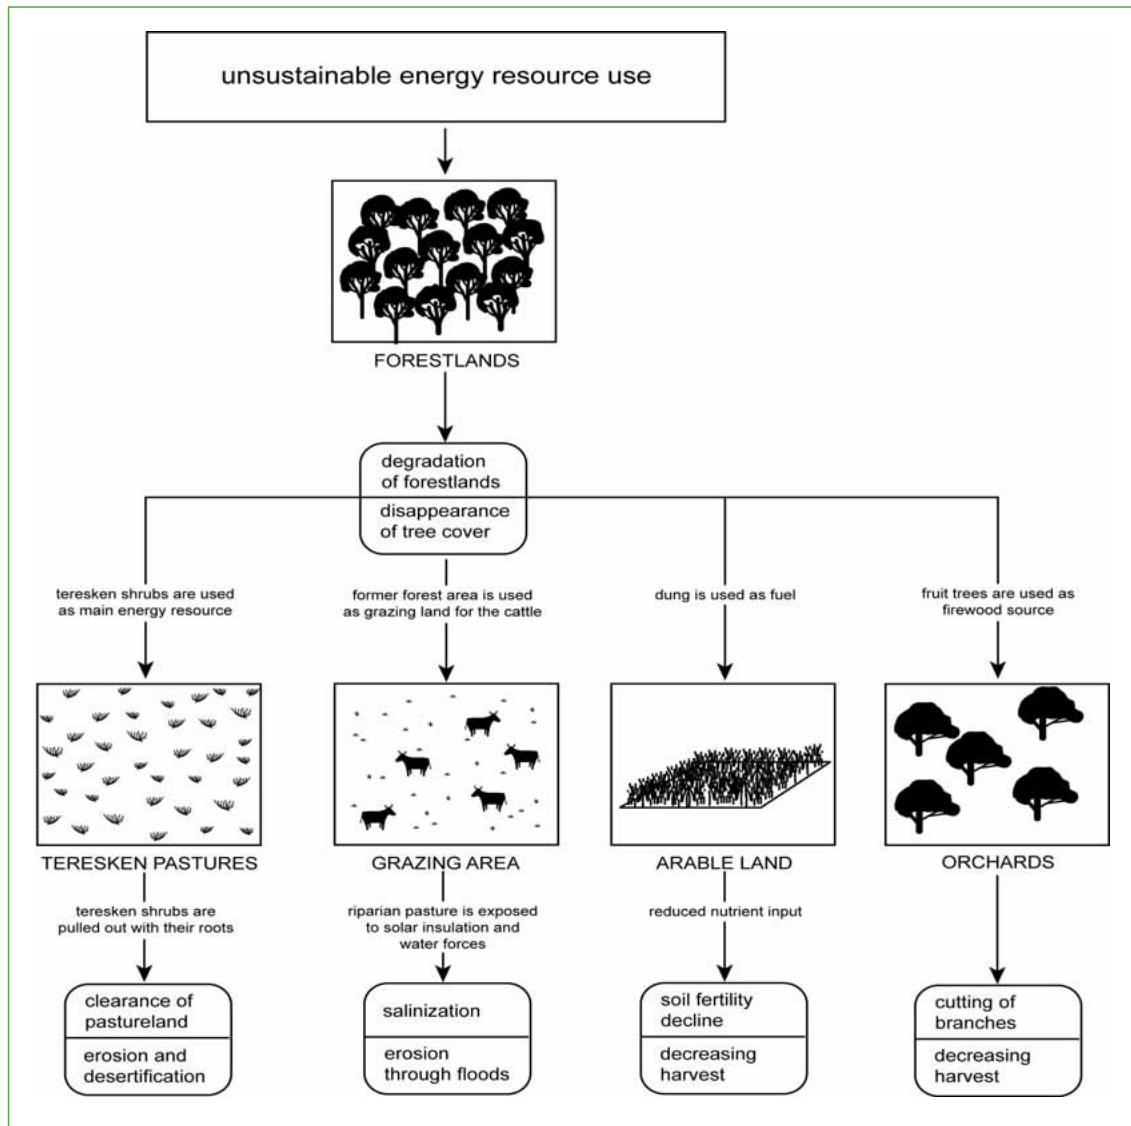 unsustainable energy resource use
FORESTLANDS
degradation
of forestlands
disappearance
of tree cover
teresken shrubs are used
as main energy resource
former forest area is used
as grazing land for the cattle
dung is used as fuel
fruit trees are used as
firewood source
TERESKEN PASTURES
GRAZING AREA
ARABLE LAND
ORCHARDS
teresken shrubs are
pulled out with their roots
riparian pasture is exposed
to solar insulation and
water forces
reduced nutrient input
clearance of
pastureland
erosion and
desertification
salinization
erosion
through floods
soil fertility
decline
decreasing
harvest
cutting of
branches
decreasing
harvest